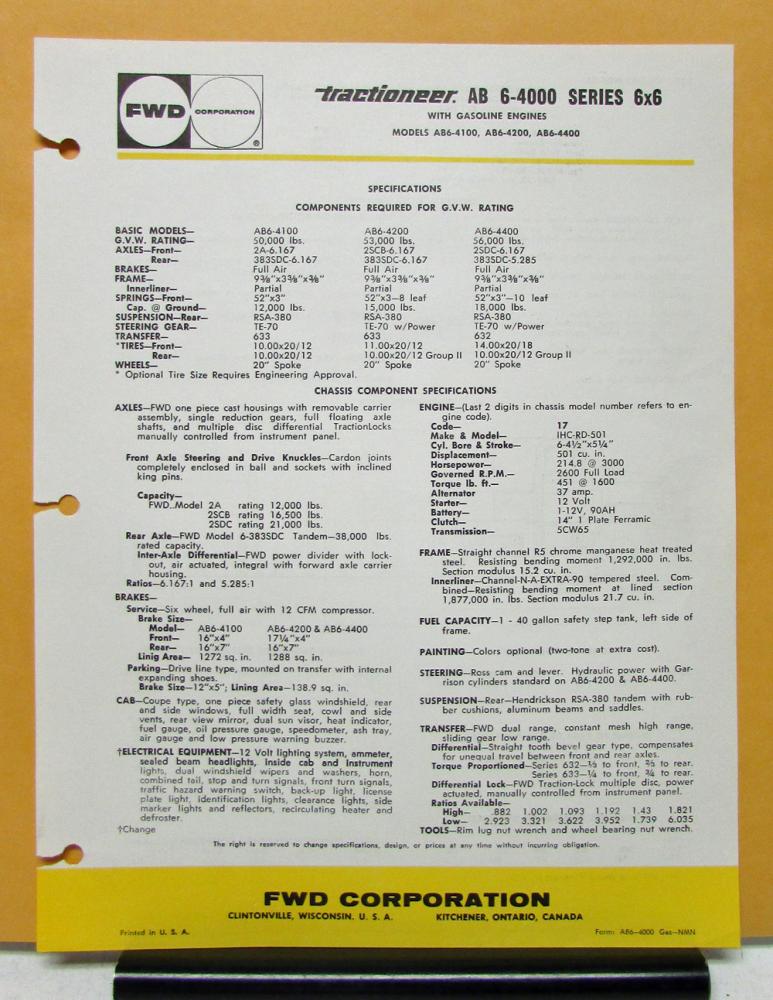 FWD CORPORATION ®
tractioneer. AB 6-4000 SERIES 6x6
WITH GASOLINE ENGINES
MODELS AB6-4100, AB6-4200, AB6-4400
SPECIFICATIONS
COMPONENTS REQUIRED FOR G.V.W. RATING
BASIC MODELS— AB6-4100 AB6-4200 AB6-4400
G.V.W. RATING— 50,000 lbs. 53,000 lbs. 56,000 lbs.
AXLES—Front— 2A-6.167 2SCB-6.167 2SDC-6.167
Rear— 383SDC-6.167 383SDC-6.167 383SDC-5.285
BRAKES— Full Air Full Air Full Air
FRAME— 9⅜"x3⅜"x⅜" 9⅜"x3⅜"x⅜" 9⅜"x3⅜"x⅜"
Innerliner— Partial Partial Partial
SPRINGS—Front— 52"x3" 52"x3—8 leaf 52"x3"—10 leaf
Cap. @ Ground— 12,000 lbs. 15,000 lbs. 18,000 lbs.
SUSPENSION—Rear— RSA-380 RSA-380 RSA-380
STEERING GEAR— TE-70 TE-70 w/Power TE-70 w/Power
TRANSFER— 633 633 632
*TIRES—Front— 10.00x20/12 11.00x20/12 14.00x20/18
Rear— 10.00x20/12 10.00x20/12 Group II 10.00x20/12 Group II
WHEELS— 20" Spoke 20" Spoke 20" Spoke
* Optional Tire Size Requires Engineering Approval.
CHASSIS COMPONENT SPECIFICATIONS
AXLES—FWD one piece cast housings with removable carrier
assembly, single reduction gears, full floating axle
shafts, and multiple disc differential TractionLocks
manually controlled from instrument panel.
Front Axle Steering and Drive Knuckles—Cardon joints
completely enclosed in ball and sockets with inclined
king pins.
Capacity—
FWD..Model 2A rating 12,000 lbs.
2SCB rating 16,500 lbs.
2SDC rating 21,000 lbs.
Rear Axle—FWD Model 6-383SDC Tandem—38,000 lbs.
rated capacity.
Inter-Axle Differential—FWD power divider with lock-
out, air actuated, integral with forward axle carrier
housing.
Ratios—6.167:1 and 5.285:1
BRAKES—
Service—Six wheel, full air with 12 CFM compressor.
Brake Size—
Model— AB6-4100 AB6-4200 & AB6-4400
Front— 16"x4" 17¼"x4"
Rear— 16"x7" 16"x7"
Linig Area— 1272 sq. in. 1288 sq. in.
Parking—Drive line type, mounted on transfer with internal
expanding shoes.
Brake Size—12"x5"; Lining Area—138.9 sq. in.
CAB—Coupe type, one piece safety glass windshield, rear
and side windows, full width seat, cowl and side
vents, rear view mirror, dual sun visor, heat indicator,
fuel gauge, oil pressure gauge, speedometer, ash tray,
air gauge and low pressure warning buzzer.
†ELECTRICAL EQUIPMENT—12 Volt lighting system, ammeter,
sealed beam headlights, inside cab and instrument
lights, dual windshield wipers and washers, horn,
combined tail, stop and turn signals, front turn signals,
traffic hazard warning switch, back-up light, license
plate light, identification lights, clearance lights, side
marker lights and reflectors, recirculating heater and
defroster.
†Change
ENGINE—(Last 2 digits in chassis model number refers to en-
gine code).
Code— 17
Make & Model— IHC-RD-501
Cyl. Bore & Stroke— 6-4½"x5¼"
Displacement— 501 cu. in.
Horsepower— 214.8 @ 3000
Governed R.P.M.— 2600 Full Load
Torque lb. ft.— 451 @ 1600
Alternator 37 amp.
Starter— 12 Volt
Battery— 1-12V, 90AH
Clutch— 14" 1 Plate Ferramic
Transmission— 5CW65
FRAME—Straight channel R5 chrome manganese heat treated
steel. Resisting bending moment 1,292,000 in. lbs.
Section modulus 15.2 cu. in.
Innerliner—Channel-N-A-EXTRA-90 tempered steel. Com-
bined—Resisting bending moment at lined section
1,877,000 in. lbs. Section modulus 21.7 cu. in.
FUEL CAPACITY—1 - 40 gallon safety step tank, left side of
frame.
PAINTING—Colors optional (two-tone at extra cost).
STEERING—Ross cam and lever. Hydraulic power with Gar-
rison cylinders standard on AB6-4200 & AB6-4400.
SUSPENSION—Rear—Hendrickson RSA-380 tandem with rub-
ber cushions, aluminum beams and saddles.
TRANSFER—FWD dual range, constant mesh high range,
sliding gear low range.
Differential—Straight tooth bevel gear type, compensates
for unequal travel between front and rear axles.
Torque Proportioned—Series 632—⅓ to front, ⅔ to rear.
Series 633—¼ to front, ¾ to rear.
Differential Lock—FWD Traction-Lock multiple disc, power
actuated, manually controlled from instrument panel.
Ratios Available—
High— .882 1.002 1.093 1.192 1.43 1.821
Low— 2.923 3.321 3.622 3.952 1.739 6.035
TOOLS—Rim lug nut wrench and wheel bearing nut wrench.
The right is reserved to change specifications, design, or prices at any time without incurring obligation.
FWD CORPORATION
CLINTONVILLE, WISCONSIN. U. S. A. KITCHENER, ONTARIO, CANADA
Printed in U. S. A. Form: AB6-4000 Gas—NMN